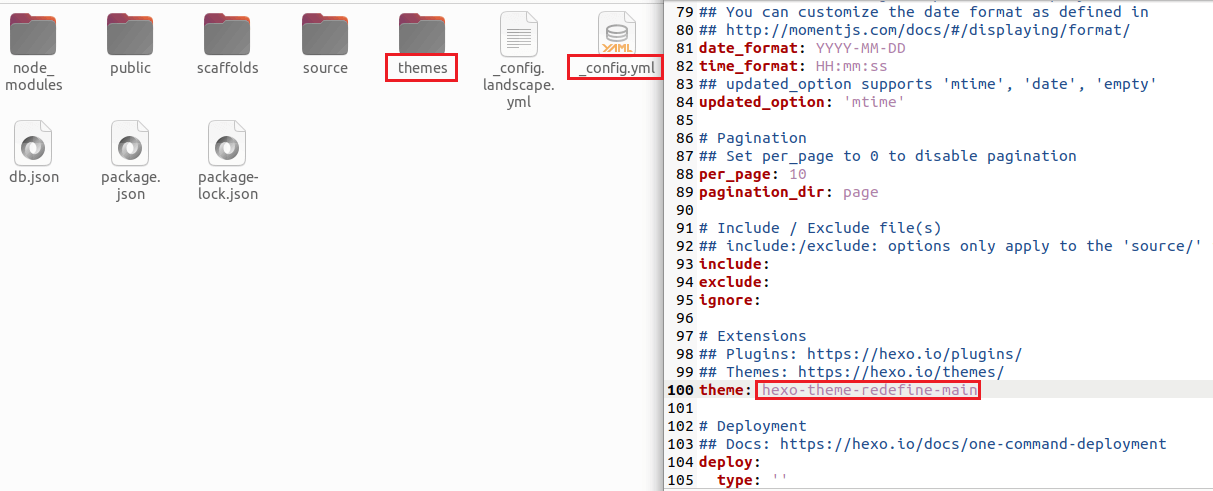 node_
modules
public
scaffolds
source
themes
_config.
landscape.
yml
YAML
_config.yml
db.json
package.
json
package-
lock.json
79 ## You can customize the date format as defined in
80 ## http://momentjs.com/docs/#/displaying/format/
81 date_format: YYYY-MM-DD
82 time_format: HH:mm:ss
83 ## updated_option supports 'mtime', 'date', 'empty'
84 updated_option: 'mtime'
85
86 # Pagination
87 ## Set per_page to 0 to disable pagination
88 per_page: 10
89 pagination_dir: page
90
91 # Include / Exclude file(s)
92 ## include:/exclude: options only apply to the 'source/'
93 include:
94 exclude:
95 ignore:
96
97 # Extensions
98 ## Plugins: https://hexo.io/plugins/
99 ## Themes: https://hexo.io/themes/
100 theme: hexo-theme-redefine-main
101
102 # Deployment
103 ## Docs: https://hexo.io/docs/one-command-deployment
104 deploy:
105   type: ''